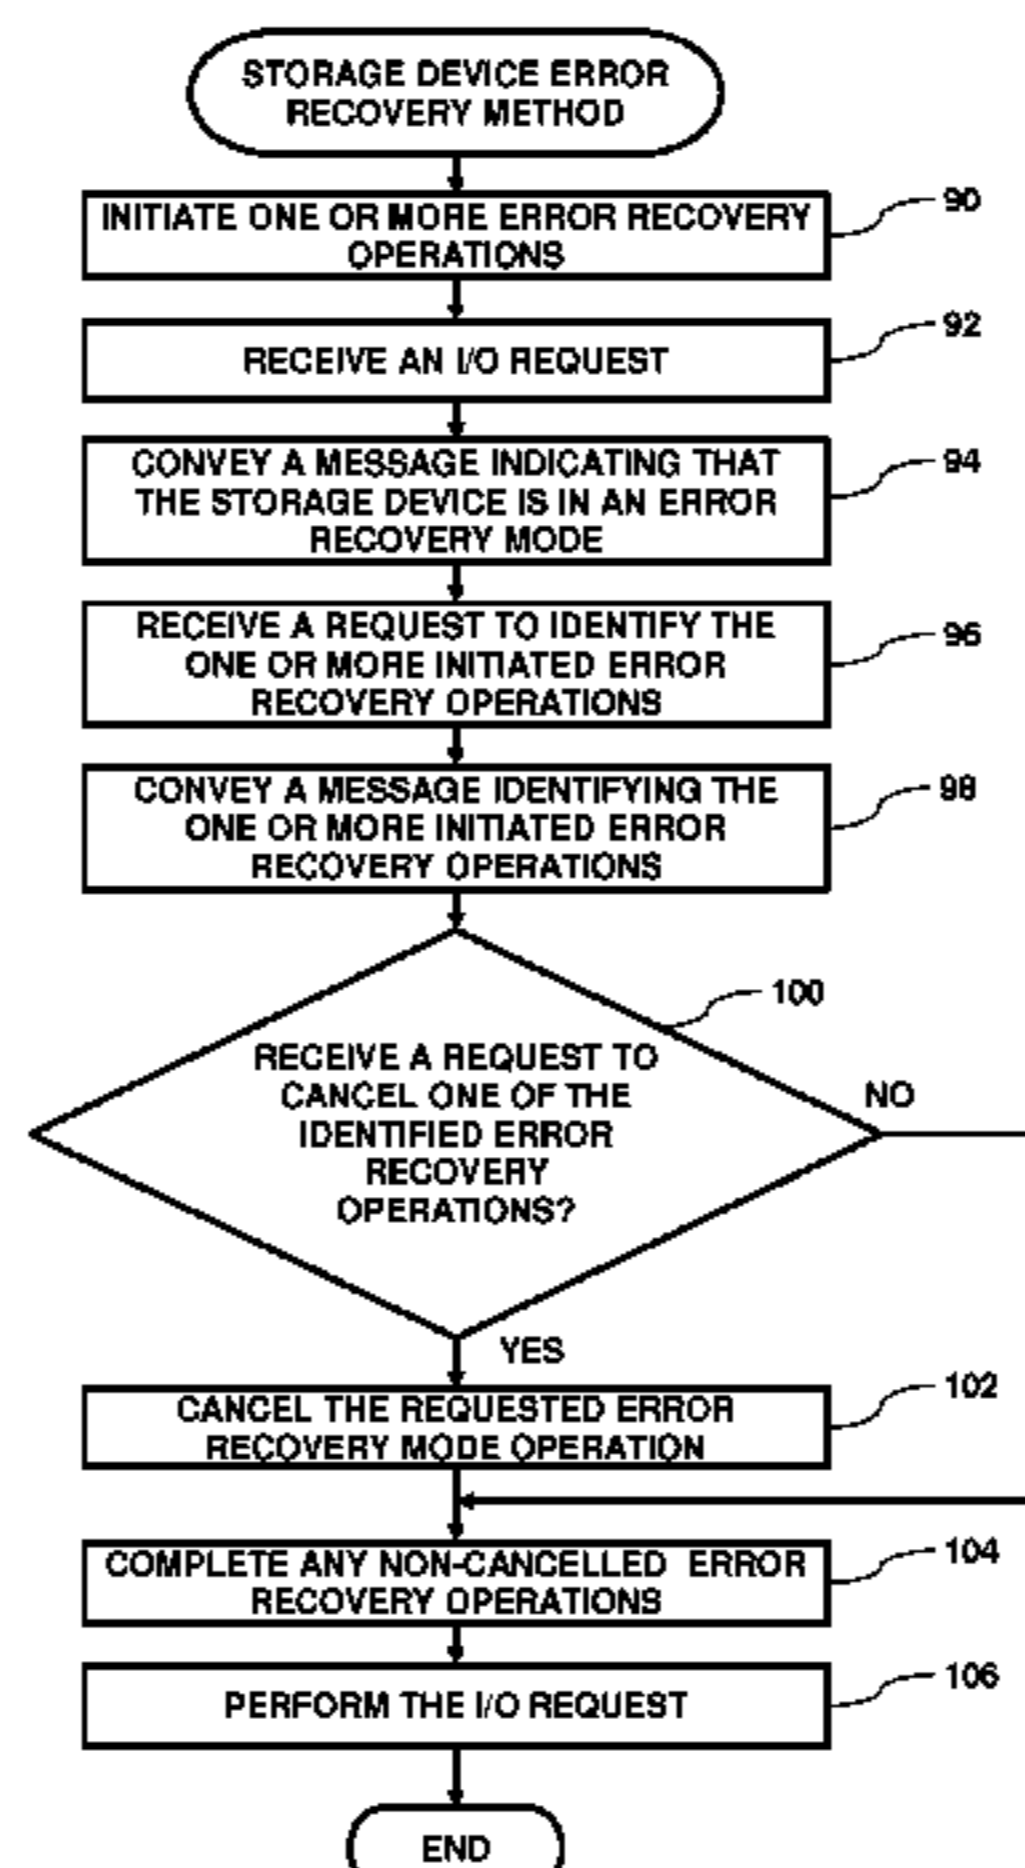 STORAGE DEVICE ERROR
RECOVERY METHOD
INITIATE ONE OR MORE ERROR RECOVERY
OPERATIONS
90
RECEIVE AN I/O REQUEST
92
CONVEY A MESSAGE INDICATING THAT
THE STORAGE DEVICE IS IN AN ERROR
RECOVERY MODE
94
RECEIVE A REQUEST TO IDENTIFY THE
ONE OR MORE INITIATED ERROR
RECOVERY OPERATIONS
96
CONVEY A MESSAGE IDENTIFYING THE
ONE OR MORE INITIATED ERROR
RECOVERY OPERATIONS
98
RECEIVE A REQUEST TO
CANCEL ONE OF THE
IDENTIFIED ERROR
RECOVERY
OPERATIONS?
100
NO
YES
CANCEL THE REQUESTED ERROR
RECOVERY MODE OPERATION
102
COMPLETE ANY NON-CANCELLED ERROR
RECOVERY OPERATIONS
104
PERFORM THE I/O REQUEST
106
END